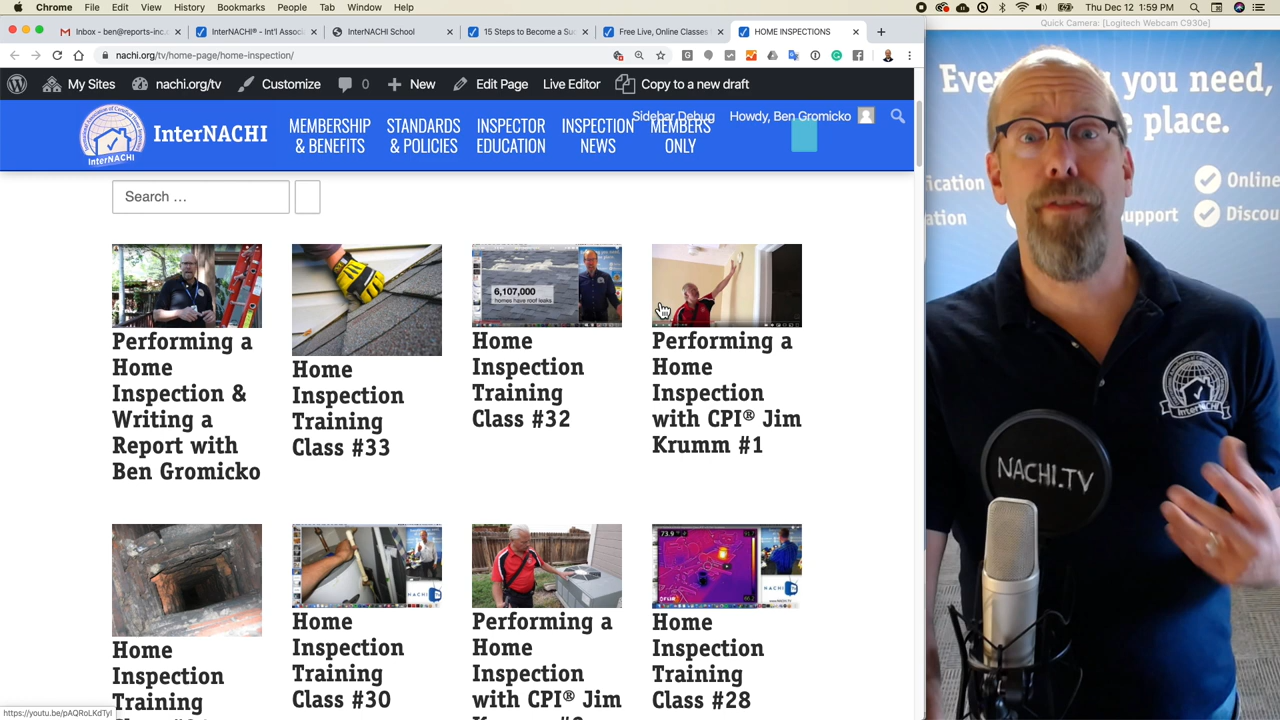 Chrome File Edit View History Bookmarks People Tab Window Help
Thu Dec 12 1:59 PM
Quick Camera: [Logitech Webcam C930e]
Inbox - ben@reports-inc.
InterNACHI® - Int'l Assoc
InterNACHI School
15 Steps to Become a Su
Free Live, Online Classes
HOME INSPECTIONS
nachi.org/tv/home-page/home-inspection/
My Sites
nachi.org/tv
Customize
0
New
Edit Page
Live Editor
Copy to a new draft
Sidebar Debug
Howdy, Ben Gromicko
InterNACHI
InterNACHI
MEMBERSHIP
& BENEFITS
STANDARDS
& POLICIES
INSPECTOR
EDUCATION
INSPECTION
NEWS
MEMBERS
ONLY
Search …
6,107,000
homes have roof leaks
Performing a
Home
Inspection &
Writing a
Report with
Ben Gromicko
Home
Inspection
Training
Class #33
Home
Inspection
Training
Class #32
Performing a
Home
Inspection
with CPI® Jim
Krumm #1
73.9
Home
Inspection
Training
Home
Inspection
Training
Class #30
Performing a
Home
Inspection
with CPI® Jim
Home
Inspection
Training
Class #28
https://youtu.be/pAQRoLKdTyI
you need,
place.
ification
Online
Support
Discou
InterNACHI
NACHI.TV